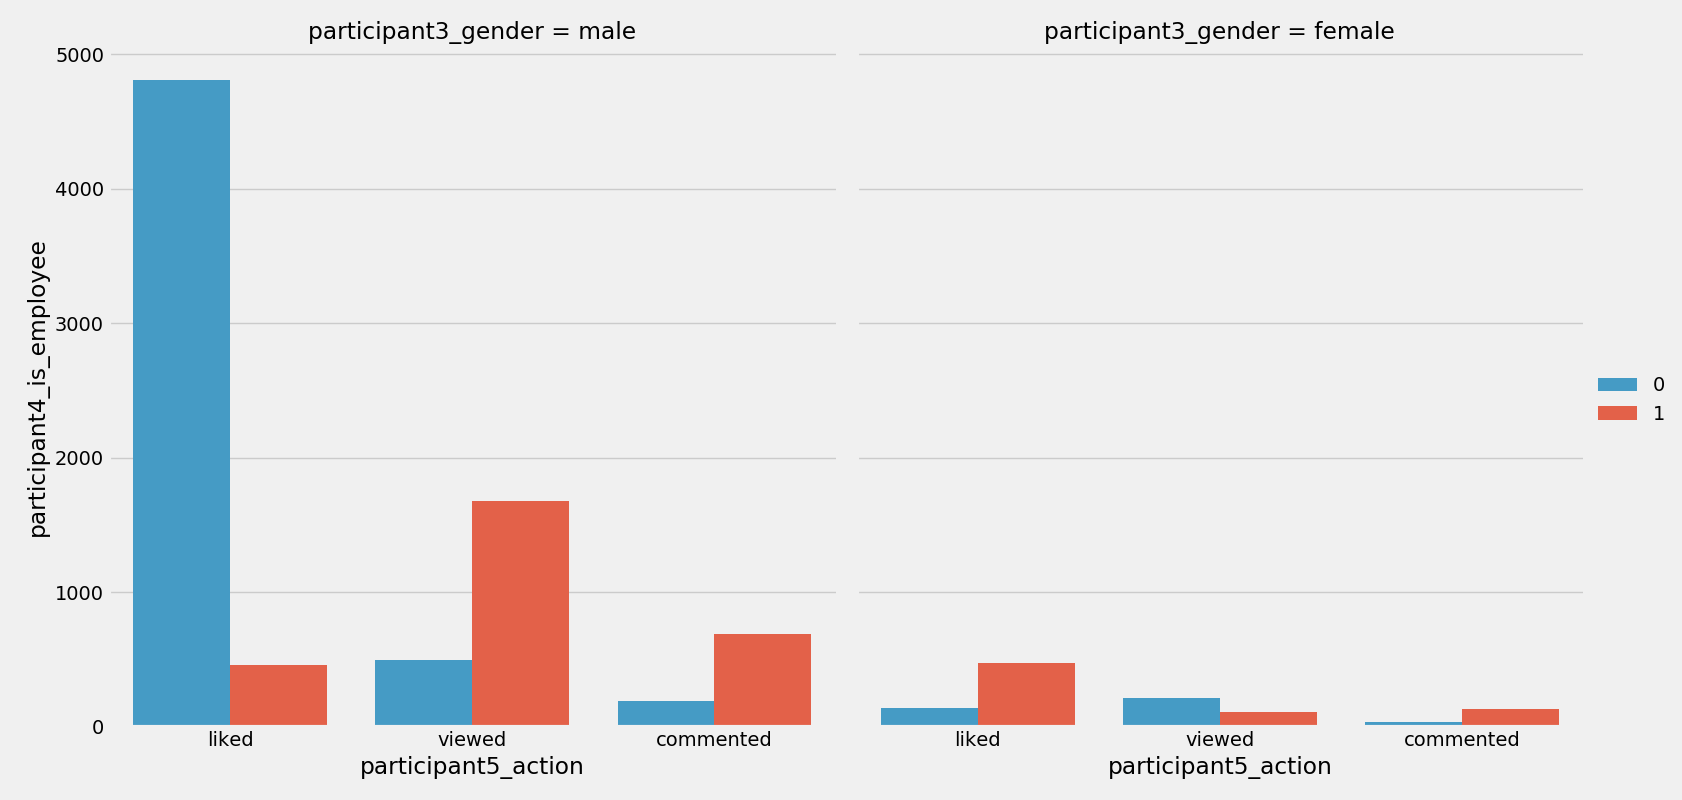 participant3_gender = male
participant3_gender = female
participant4_is_employee
5000
4000
3000
2000
1000
0
liked
viewed
commented
participant5_action
liked
viewed
commented
participant5_action
0
1